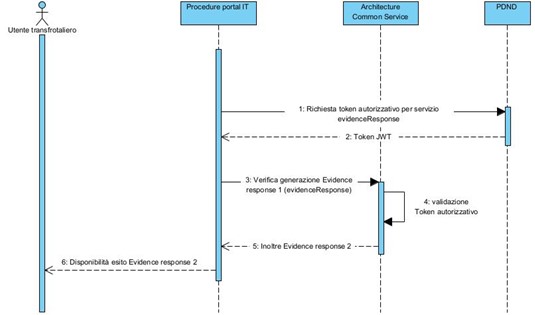 Utente transfrotaliero
Procedure portal IT
Architecture
Common Service
PDND
1: Richiesta token autorizzativo per servizio
evidenceResponse
2: Token JWT
3: Verifica generazione Evidence
response 1 (evidenceResponse)
4: validazione
Token autorizzativo
5: Inoltre Evidence response 2
6: Disponibilità esito Evidence response 2